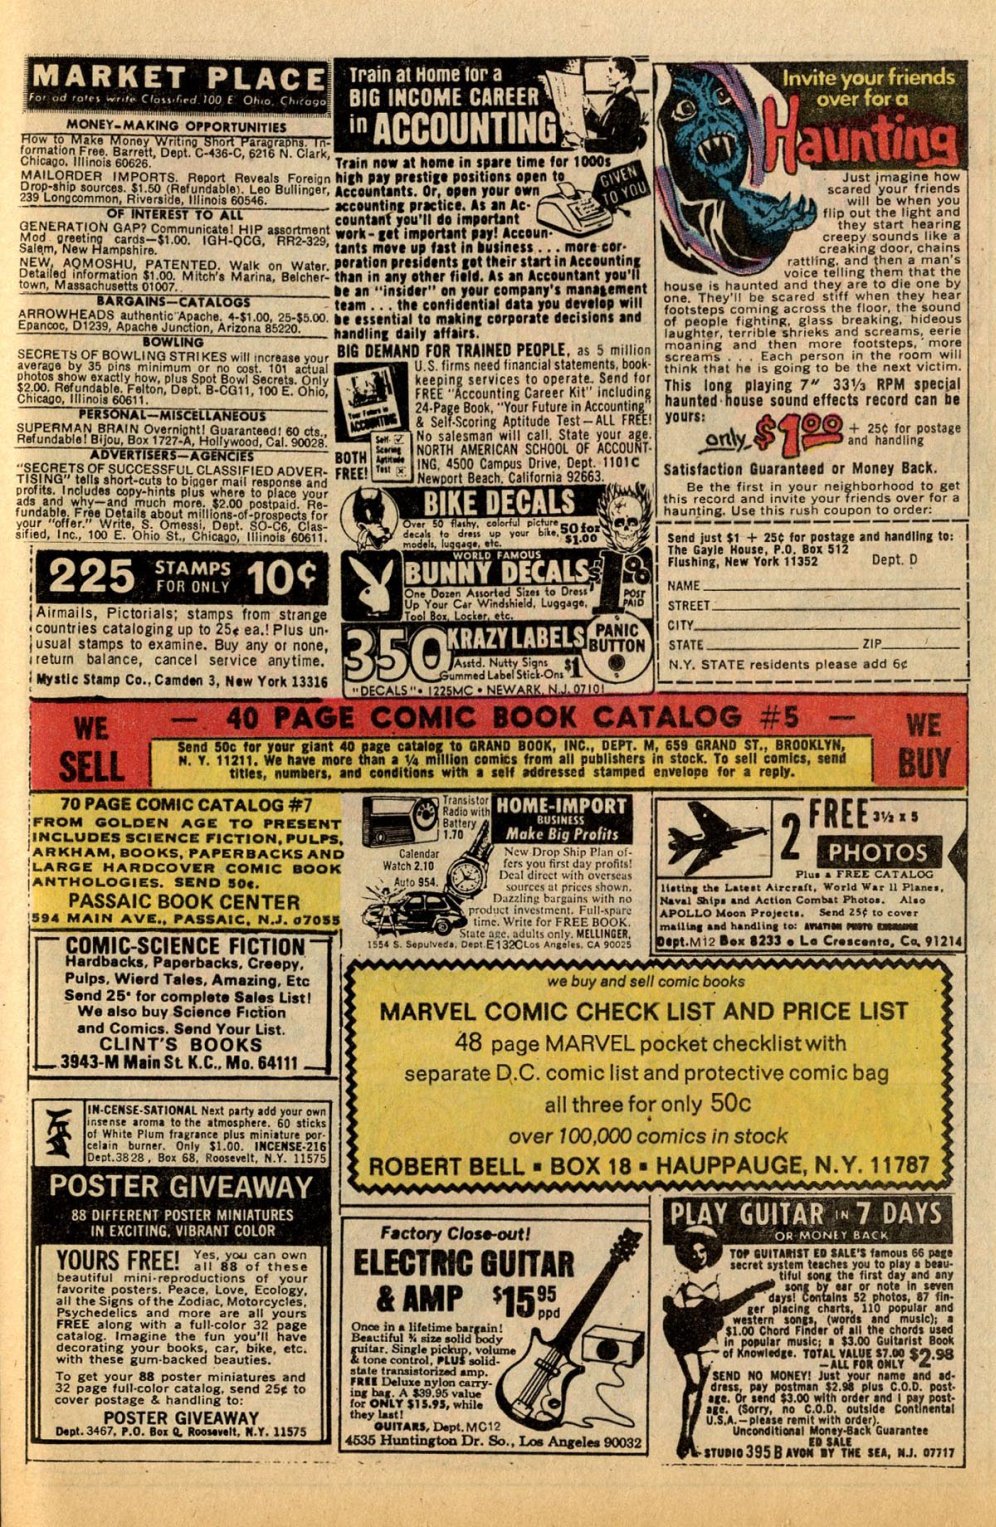 MARKET PLACE
For ad rates write Classified, 100 E. Ohio, Chicago
MONEY-MAKING OPPORTUNITIES
How to Make Money Writing Short Paragraphs. In-
formation Free. Barrett, Dept. C-436-C, 6216 N. Clark,
Chicago, Illinois 60626.
MAILORDER IMPORTS. Report Reveals Foreign
Drop-ship sources. $1.50 (Refundable). Leo Bullinger,
239 Longcommon, Riverside, Illinois 60546.
OF INTEREST TO ALL
GENERATION GAP? Communicate! HIP assortment
Mod greeting cards—$1.00. IGH-QCG, RR2-329,
Salem, New Hampshire.
NEW, AQMOSHU, PATENTED. Walk on Water.
Detailed information $1.00. Mitch's Marina, Belcher-
town, Massachusetts 01007.
BARGAINS—CATALOGS
ARROWHEADS authentic Apache. 4-$1.00, 25-$5.00.
Epancoc, D1239, Apache Junction, Arizona 85220.
BOWLING
SECRETS OF BOWLING STRIKES will increase your
average by 35 pins minimum or no cost. 101 actual
photos show exactly how, plus Spot Bowl Secrets. Only
$2.00. Refundable. Felton, Dept. B-CG11, 100 E. Ohio,
Chicago, Illinois 60611.
PERSONAL—MISCELLANEOUS
SUPERMAN BRAIN Overnight! Guaranteed! 60 cts.,
Refundable! Bijou, Box 1727-A, Hollywood, Cal. 90028.
ADVERTISERS—AGENCIES
"SECRETS OF SUCCESSFUL CLASSIFIED ADVER-
TISING" tells short-cuts to bigger mail response and
profits. Includes copy-hints plus where to place your
ads and why—and much more. $2.00 postpaid. Re-
fundable. Free Details about millions-of-prospects for
your "offer." Write, S. Omessi, Dept. SO-C6, Clas-
sified, Inc., 100 E. Ohio St., Chicago, Illinois 60611.
225 STAMPS FOR ONLY 10¢
Airmails, Pictorials; stamps from strange
countries cataloging up to 25¢ ea.! Plus un-
usual stamps to examine. Buy any or none,
return balance, cancel service anytime.
Mystic Stamp Co., Camden 3, New York 13316
Train at Home for a
BIG INCOME CAREER
in ACCOUNTING
Train now at home in spare time for 1000s
high pay prestige positions open to
Accountants. Or, open your own
accounting practice. As an Ac-
countant you'll do important
work - get important pay! Accoun-
tants move up fast in business . . . more cor-
poration presidents got their start in Accounting
than in any other field. As an Accountant you'll
be an "insider" on your company's management
team . . . the confidential data you develop will
be essential to making corporate decisions and
handling daily affairs.
GIVEN TO YOU
BIG DEMAND FOR TRAINED PEOPLE, as 5 million
U.S. firms need financial statements, book-
keeping services to operate. Send for
FREE "Accounting Career Kit" including
24-Page Book, "Your Future in Accounting"
& Self-Scoring Aptitude Test—ALL FREE!
No salesman will call. State your age.
NORTH AMERICAN SCHOOL OF ACCOUNT-
ING, 4500 Campus Drive, Dept. 1101C
Newport Beach, California 92663.
Your Future in
ACCOUNTING
BOTH
FREE!
Self-
Scoring
Aptitude
Test
BIKE DECALS
Over 50 flashy, colorful picture
decals to dress up your bike,
models, luggage, etc.
50 for
$1.00
WORLD FAMOUS
BUNNY DECALS
One Dozen Assorted Sizes to Dress
Up Your Car Windshield, Luggage,
Tool Box, Locker, etc.
$1.00
POST
PAID
350 KRAZY LABELS
Asstd. Nutty Signs
Gummed Label Stick-Ons $1
PANIC
BUTTON
"DECALS" • 1225MC • NEWARK, N.J. 07101
Invite your friends
over for a
Haunting
Just imagine how
scared your friends
will be when you
flip out the light and
they start hearing
creepy sounds like a
creaking door, chains
rattling, and then a man's
voice telling them that the
house is haunted and they are to die one by
one. They'll be scared stiff when they hear
footsteps coming across the floor, the sound
of people fighting, glass breaking, hideous
laughter, terrible shrieks and screams, eerie
moaning and then more footsteps, more
screams . . . Each person in the room will
think that he is going to be the next victim.
This long playing 7" 33⅓ RPM special
haunted house sound effects record can be
yours:
only $1.00 + 25¢ for postage
and handling
Satisfaction Guaranteed or Money Back.
Be the first in your neighborhood to get
this record and invite your friends over for a
haunting. Use this rush coupon to order:
Send just $1 + 25¢ for postage and handling to:
The Gayle House, P.O. Box 512
Flushing, New York 11352 Dept. D
NAME
STREET
CITY
STATE ZIP
N.Y. STATE residents please add 6¢
WE
SELL
— 40 PAGE COMIC BOOK CATALOG #5 —
Send 50c for your giant 40 page catalog to GRAND BOOK, INC., DEPT. M, 659 GRAND ST., BROOKLYN,
N. Y. 11211. We have more than a ¼ million comics from all publishers in stock. To sell comics, send
titles, numbers, and conditions with a self addressed stamped envelope for a reply.
WE
BUY
70 PAGE COMIC CATALOG #7
FROM GOLDEN AGE TO PRESENT
INCLUDES SCIENCE FICTION, PULPS,
ARKHAM, BOOKS, PAPERBACKS AND
LARGE HARDCOVER COMIC BOOK
ANTHOLOGIES. SEND 50¢.
PASSAIC BOOK CENTER
594 MAIN AVE., PASSAIC, N.J. 07055
Transistor
Radio with
Battery
1.70
Calendar
Watch 2.10
Auto 954.
HOME-IMPORT
BUSINESS
Make Big Profits
New Drop Ship Plan of-
fers you first day profits!
Deal direct with overseas
sources at prices shown.
Dazzling bargains with no
product investment. Full-spare
time. Write for FREE BOOK.
State age, adults only. MELLINGER,
1554 S. Sepulveda, Dept. E132C Los Angeles, CA 90025
2 FREE 3½ x 5
PHOTOS
Plus a FREE CATALOG
listing the Latest Aircraft, World War II Planes,
Naval Ships and Action Combat Photos. Also
APOLLO Moon Projects. Send 25¢ to cover
mailing and handling to: AVIATION PHOTO EXCHANGE
Dept. M12 Box 8233 • La Crescenta, Ca. 91214
COMIC-SCIENCE FICTION
Hardbacks, Paperbacks, Creepy,
Pulps, Wierd Tales, Amazing, Etc
Send 25¢ for complete Sales List!
We also buy Science Fiction
and Comics. Send Your List.
CLINT'S BOOKS
3943-M Main St. K.C., Mo. 64111
we buy and sell comic books
MARVEL COMIC CHECK LIST AND PRICE LIST
48 page MARVEL pocket checklist with
separate D.C. comic list and protective comic bag
all three for only 50c
over 100,000 comics in stock
ROBERT BELL ▪ BOX 18 ▪ HAUPPAUGE, N.Y. 11787
IN-CENSE-SATIONAL Next party add your own
insense aroma to the atmosphere. 60 sticks
of White Plum fragrance plus miniature por-
celain burner. Only $1.00. INCENSE-216
Dept. 3828, Box 68, Roosevelt, N.Y. 11575
POSTER GIVEAWAY
88 DIFFERENT POSTER MINIATURES
IN EXCITING, VIBRANT COLOR
YOURS FREE! Yes, you can own
all 88 of these
beautiful mini-reproductions of your
favorite posters. Peace, Love, Ecology,
all the Signs of the Zodiac, Motorcycles,
Psychedelics and more are all yours
FREE along with a full-color 32 page
catalog. Imagine the fun you'll have
decorating your books, car, bike, etc.
with these gum-backed beauties.
To get your 88 poster miniatures and
32 page full-color catalog, send 25¢ to
cover postage & handling to:
POSTER GIVEAWAY
Dept. 3467, P.O. Box Q, Roosevelt, N.Y. 11575
Factory Close-out!
ELECTRIC GUITAR
& AMP $15.95
ppd
Once in a lifetime bargain!
Beautiful ¾ size solid body
guitar. Single pickup, volume
& tone control, PLUS solid-
state transistorized amp.
FREE Deluxe nylon carry-
ing bag. A $39.95 value
for ONLY $15.95, while
they last!
GUITARS, Dept. MC12
4535 Huntington Dr. So., Los Angeles 90032
PLAY GUITAR IN 7 DAYS
OR MONEY BACK
TOP GUITARIST ED SALE'S famous 66 page
secret system teaches you to play a beau-
tiful song the first day and any
song by ear or note in seven
days! Contains 52 photos, 87 fin-
ger placing charts, 110 popular and
western songs, (words and music); a
$1.00 Chord Finder of all the chords used
in popular music; a $3.00 Guitarist Book
of Knowledge. TOTAL VALUE $7.00 $2.98
—ALL FOR ONLY
SEND NO MONEY! Just your name and ad-
dress, pay postman $2.98 plus C.O.D. post-
age. Or send $3.00 with order and I pay post-
age. (Sorry, no C.O.D. outside Continental
U.S.A.—please remit with order).
Unconditional Money-Back Guarantee
ED SALE
STUDIO 395 B AVON BY THE SEA, N.J. 07717